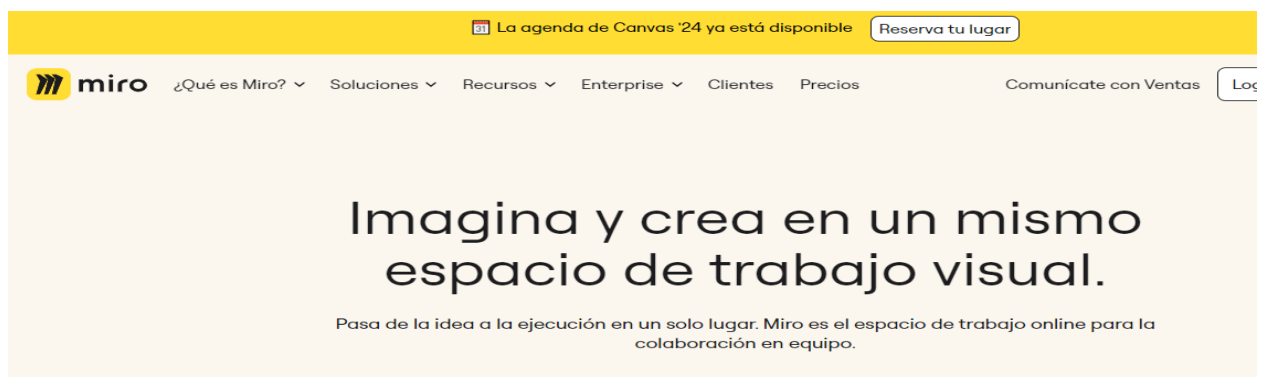 La agenda de Canvas '24 ya está disponible Reserva tu lugar
miro ¿Qué es Miro? Soluciones Recursos Enterprise Clientes Precios Comunícate con Ventas
Imagina y crea en un mismo
espacio de trabajo visual.
Pasa de la idea a la ejecución en un solo lugar. Miro es el espacio de trabajo online para la
colaboración en equipo.